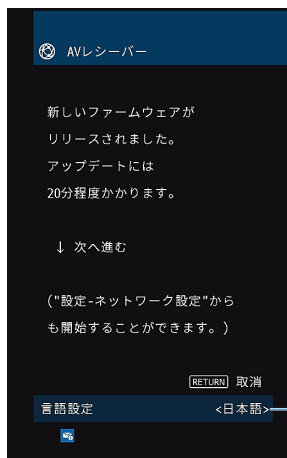 AVレシーバー
新しいファームウェアが
リリースされました。
アップデートには
20分程度かかります。
↓ 次へ進む
("設定-ネットワーク設定"から
も開始することができます。)
RETURN 取消
言語設定 <日本語>